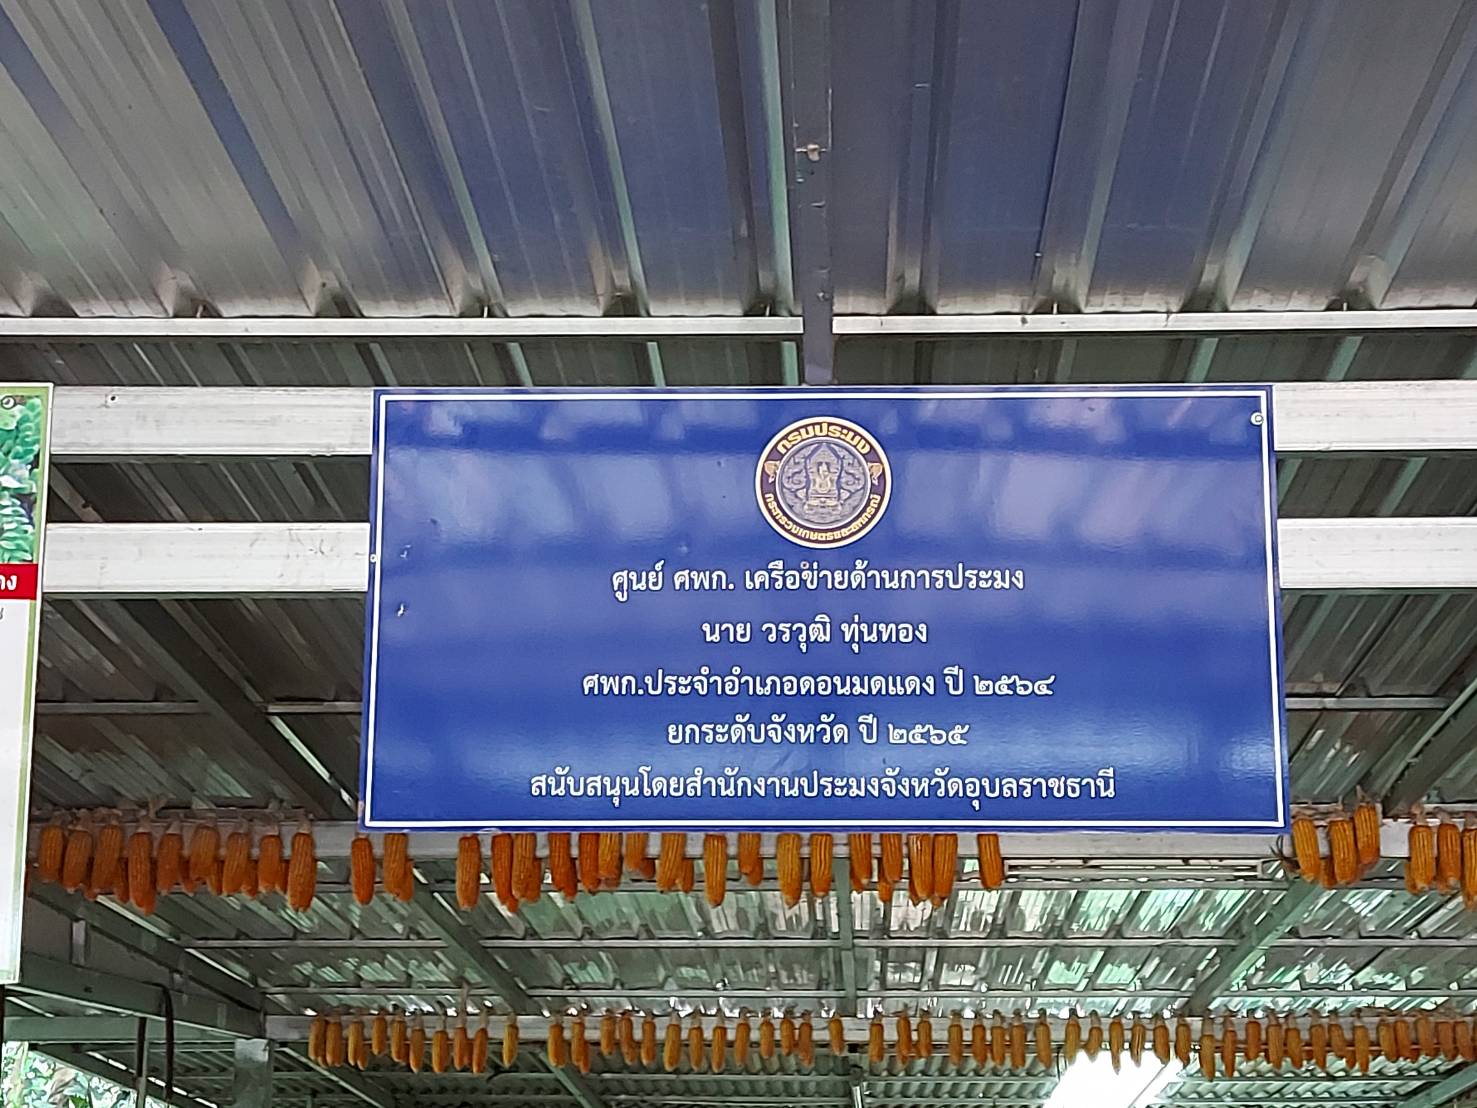 กรมประมง
กระทรวงเกษตรและสหกรณ์
ศูนย์ ศพก. เครือข่ายด้านการประมง
นาย วรวุฒิ ทุ่นทอง
ศพก.ประจำอำเภอดอนมดแดง ปี ๒๕๖๔
ยกระดับจังหวัด ปี ๒๕๖๕
สนับสนุนโดยสำนักงานประมงจังหวัดอุบลราชธานี